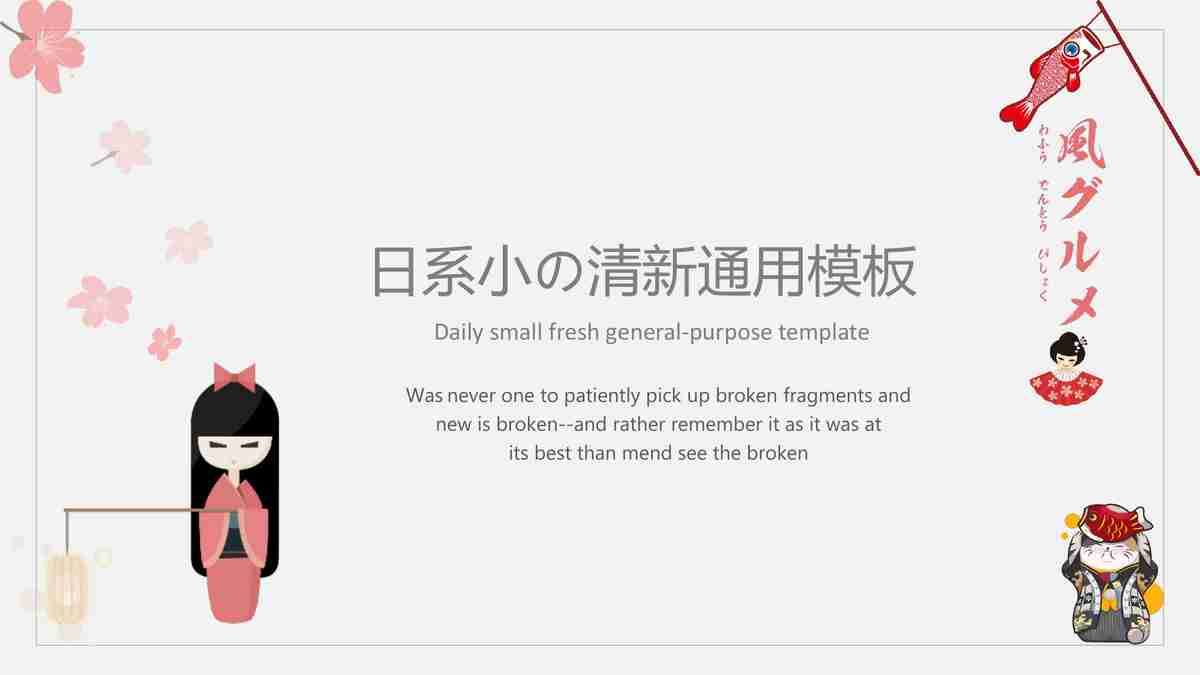 日系小の清新通用模板
Daily small fresh general-purpose template
Was never one to patiently pick up broken fragments and
new is broken--and rather remember it as it was at
its best than mend see the broken
風グルメ
わふう でんとう びしょく